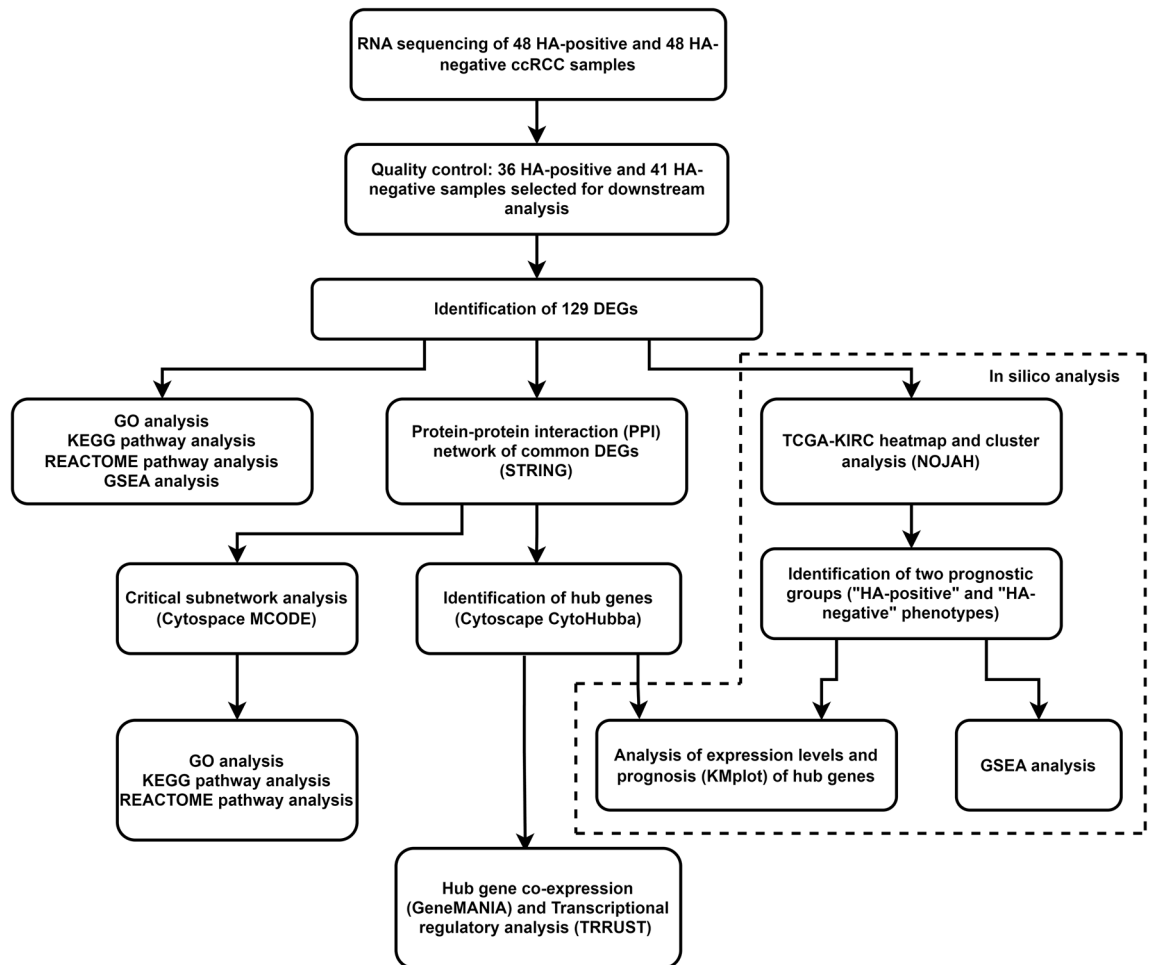 RNA sequencing of 48 HA-positive and 48 HA-
negative ccRCC samples
Quality control: 36 HA-positive and 41 HA-
negative samples selected for downstream
analysis
Identification of 129 DEGs
In silico analysis
GO analysis
KEGG pathway analysis
REACTOME pathway analysis
GSEA analysis
Protein-protein interaction (PPI)
network of common DEGs
(STRING)
TCGA-KIRC heatmap and cluster
analysis (NOJAH)
Critical subnetwork analysis
(Cytospace MCODE)
Identification of hub genes
(Cytoscape CytoHubba)
Identification of two prognostic
groups ("HA-positive" and "HA-
negative" phenotypes)
GO analysis
KEGG pathway analysis
REACTOME pathway analysis
Analysis of expression levels and
prognosis (KMplot) of hub genes
GSEA analysis
Hub gene co-expression
(GeneMANIA) and Transcriptional
regulatory analysis (TRRUST)